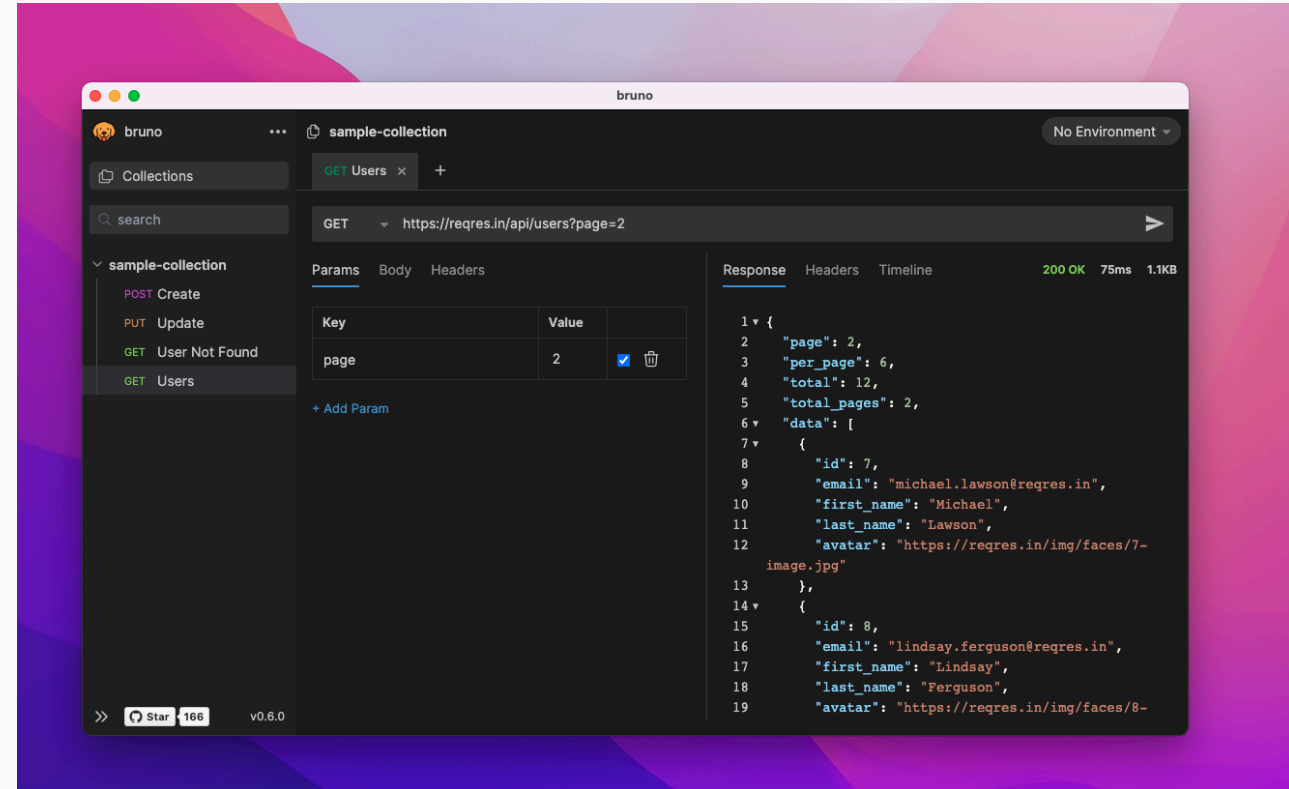 bruno
bruno
Collections
search
sample-collection
POST Create
PUT Update
GET User Not Found
GET Users
Star 166
v0.6.0
sample-collection
No Environment
GET Users
GET https://reqres.in/api/users?page=2
Params Body Headers
Key Value
page 2
+ Add Param
Response Headers Timeline 200 OK 75ms 1.1KB
1 {
2 "page": 2,
3 "per_page": 6,
4 "total": 12,
5 "total_pages": 2,
6 "data": [
7 {
8 "id": 7,
9 "email": "michael.lawson@reqres.in",
10 "first_name": "Michael",
11 "last_name": "Lawson",
12 "avatar": "https://reqres.in/img/faces/7-
image.jpg"
13 },
14 {
15 "id": 8,
16 "email": "lindsay.ferguson@reqres.in",
17 "first_name": "Lindsay",
18 "last_name": "Ferguson",
19 "avatar": "https://reqres.in/img/faces/8-